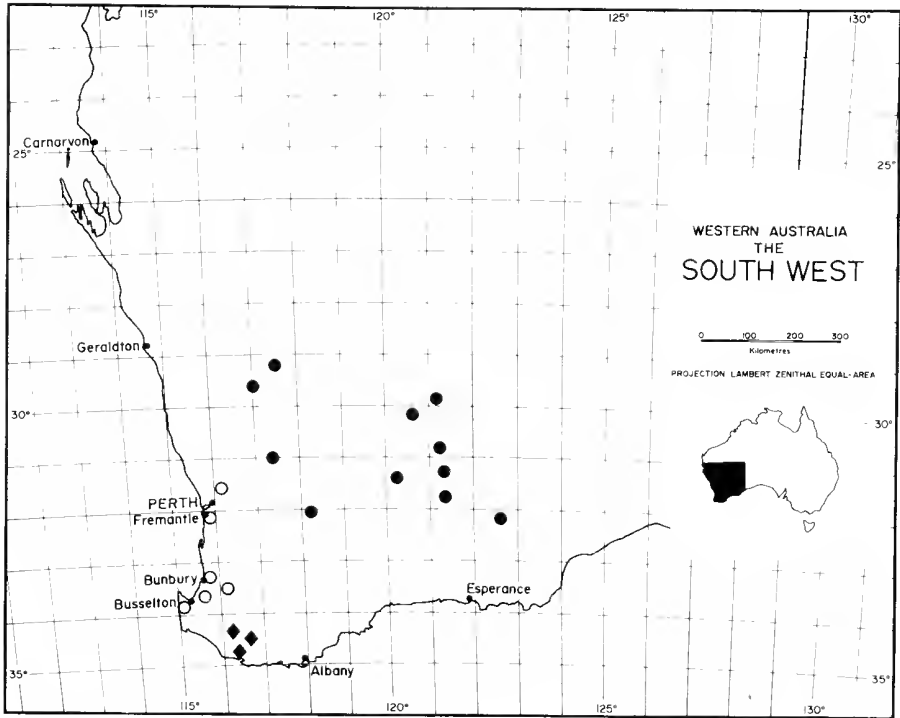 115° 120° 125° 130°
30°
Carnarvon
25° 25°
WESTERN AUSTRALIA
THE
SOUTH WEST
0 100 200 300
Kilometres
PROJECTION LAMBERT ZENITHAL EQUAL-AREA
Geraldton
30° 30°
PERTH
Fremantle
Bunbury
Busselton
Esperance
Albany
35° 35°
115° 120° 125° 130°